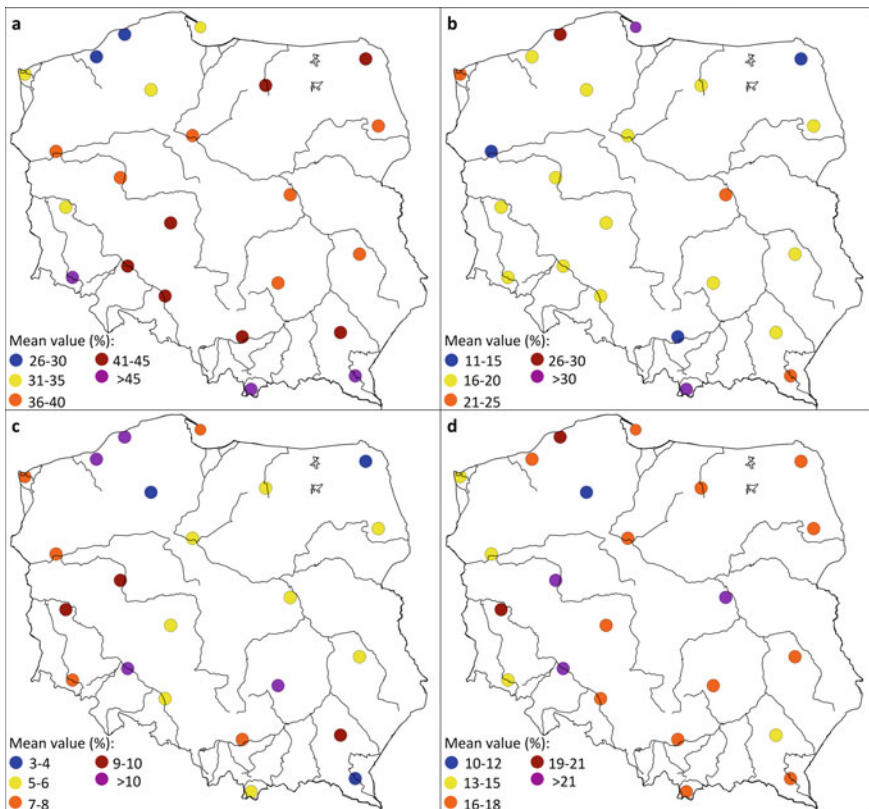 a
Mean value (%):
26-30 41-45
31-35 >45
36-40
b
Mean value (%):
11-15 26-30
16-20 >30
21-25
c
Mean value (%):
3-4 9-10
5-6 >10
7-8
d
Mean value (%):
10-12 19-21
13-15 >21
16-18